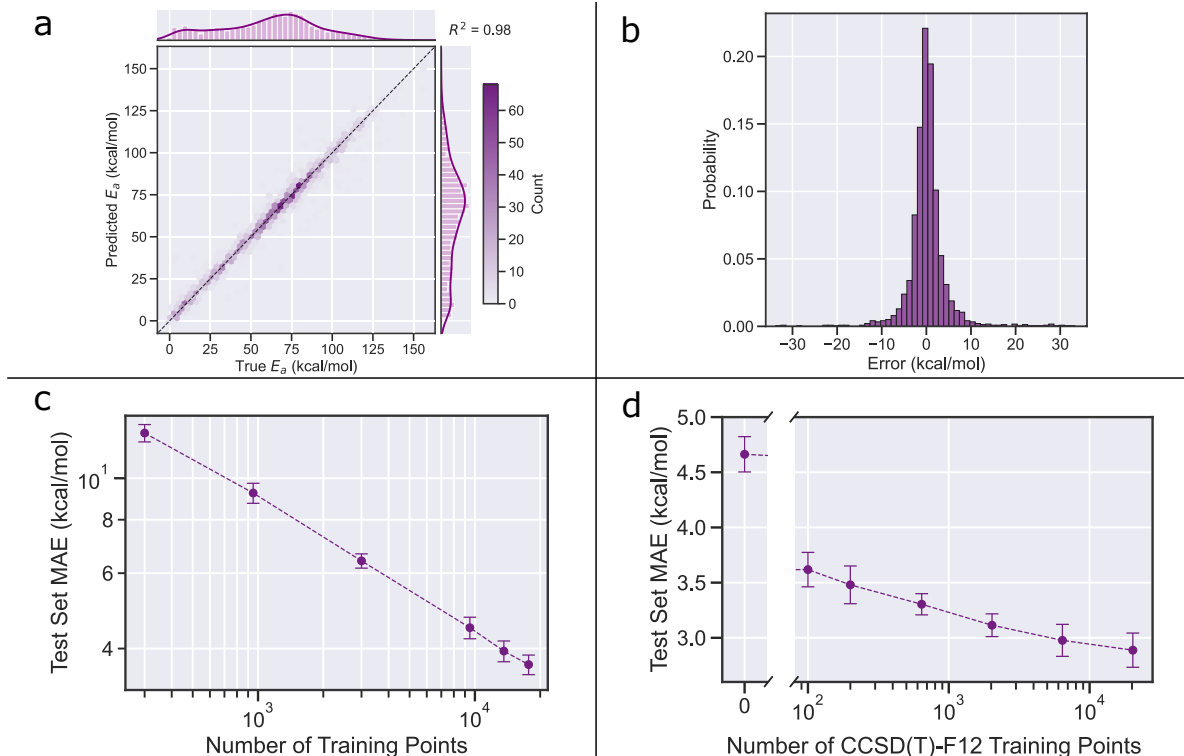 a
R² = 0.98
150
125
100
75
50
25
0
Predicted Eₐ (kcal/mol)
0 25 50 75 100 125 150
True Eₐ (kcal/mol)
60
50
40
30
20
10
0
Count
b
0.20
0.15
0.10
0.05
0.00
Probability
−30 −20 −10 0 10 20 30
Error (kcal/mol)
c
10¹
8
6
4
Test Set MAE (kcal/mol)
10³ 10⁴
Number of Training Points
d
5.0
4.5
4.0
3.5
3.0
Test Set MAE (kcal/mol)
0 10² 10³ 10⁴
Number of CCSD(T)-F12 Training Points